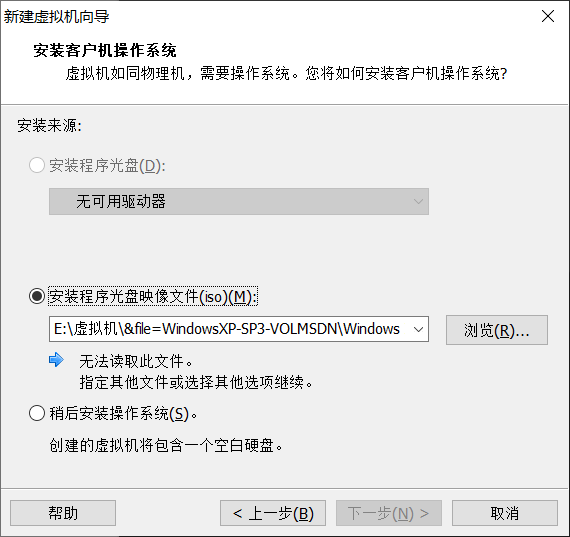 新建虚拟机向导
安装客户机操作系统
虚拟机如同物理机，需要操作系统。您将如何安装客户机操作系统?
安装来源:
安装程序光盘(D):
无可用驱动器
安装程序光盘映像文件(iso)(M):
E:\虚拟机\&file=WindowsXP-SP3-VOLMSDN\Windows
浏览(R)...
无法读取此文件。
指定其他文件或选择其他选项继续。
稍后安装操作系统(S)。
创建的虚拟机将包含一个空白硬盘。
帮助
< 上一步(B)
下一步(N) >
取消